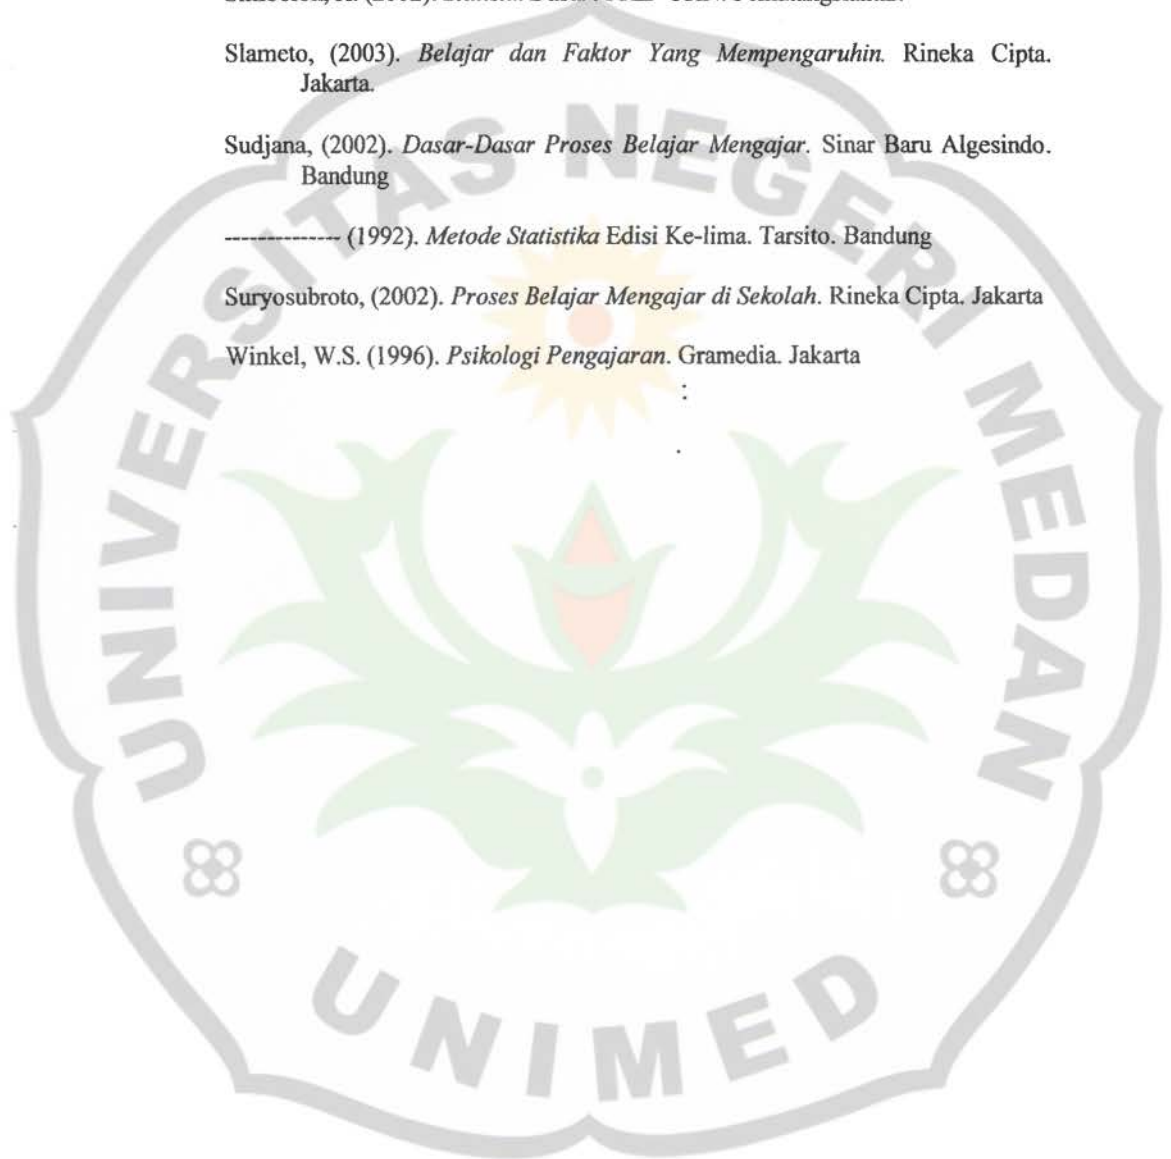 Slameto, (2003). Belajar dan Faktor Yang Mempengaruhin. Rineka Cipta.
Jakarta.
Sudjana, (2002). Dasar-Dasar Proses Belajar Mengajar. Sinar Baru Algesindo.
Bandung
-------------- (1992). Metode Statistika Edisi Ke-lima. Tarsito. Bandung
Suryosubroto, (2002). Proses Belajar Mengajar di Sekolah. Rineka Cipta. Jakarta
Winkel, W.S. (1996). Psikologi Pengajaran. Gramedia. Jakarta
UNIVERSITAS NEGERI MEDAN
UNIMED